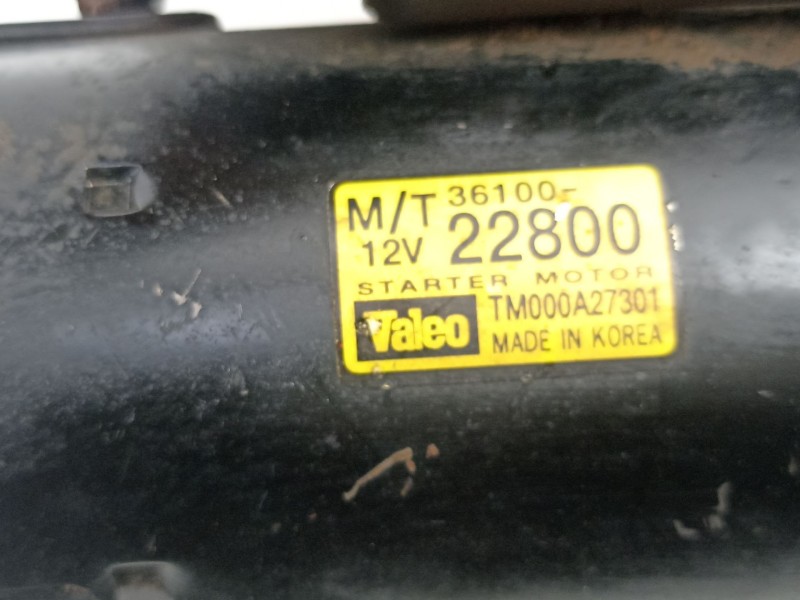 M/T 36100-
12V 22800
STARTER MOTOR
Valeo TM000A27301
MADE IN KOREA